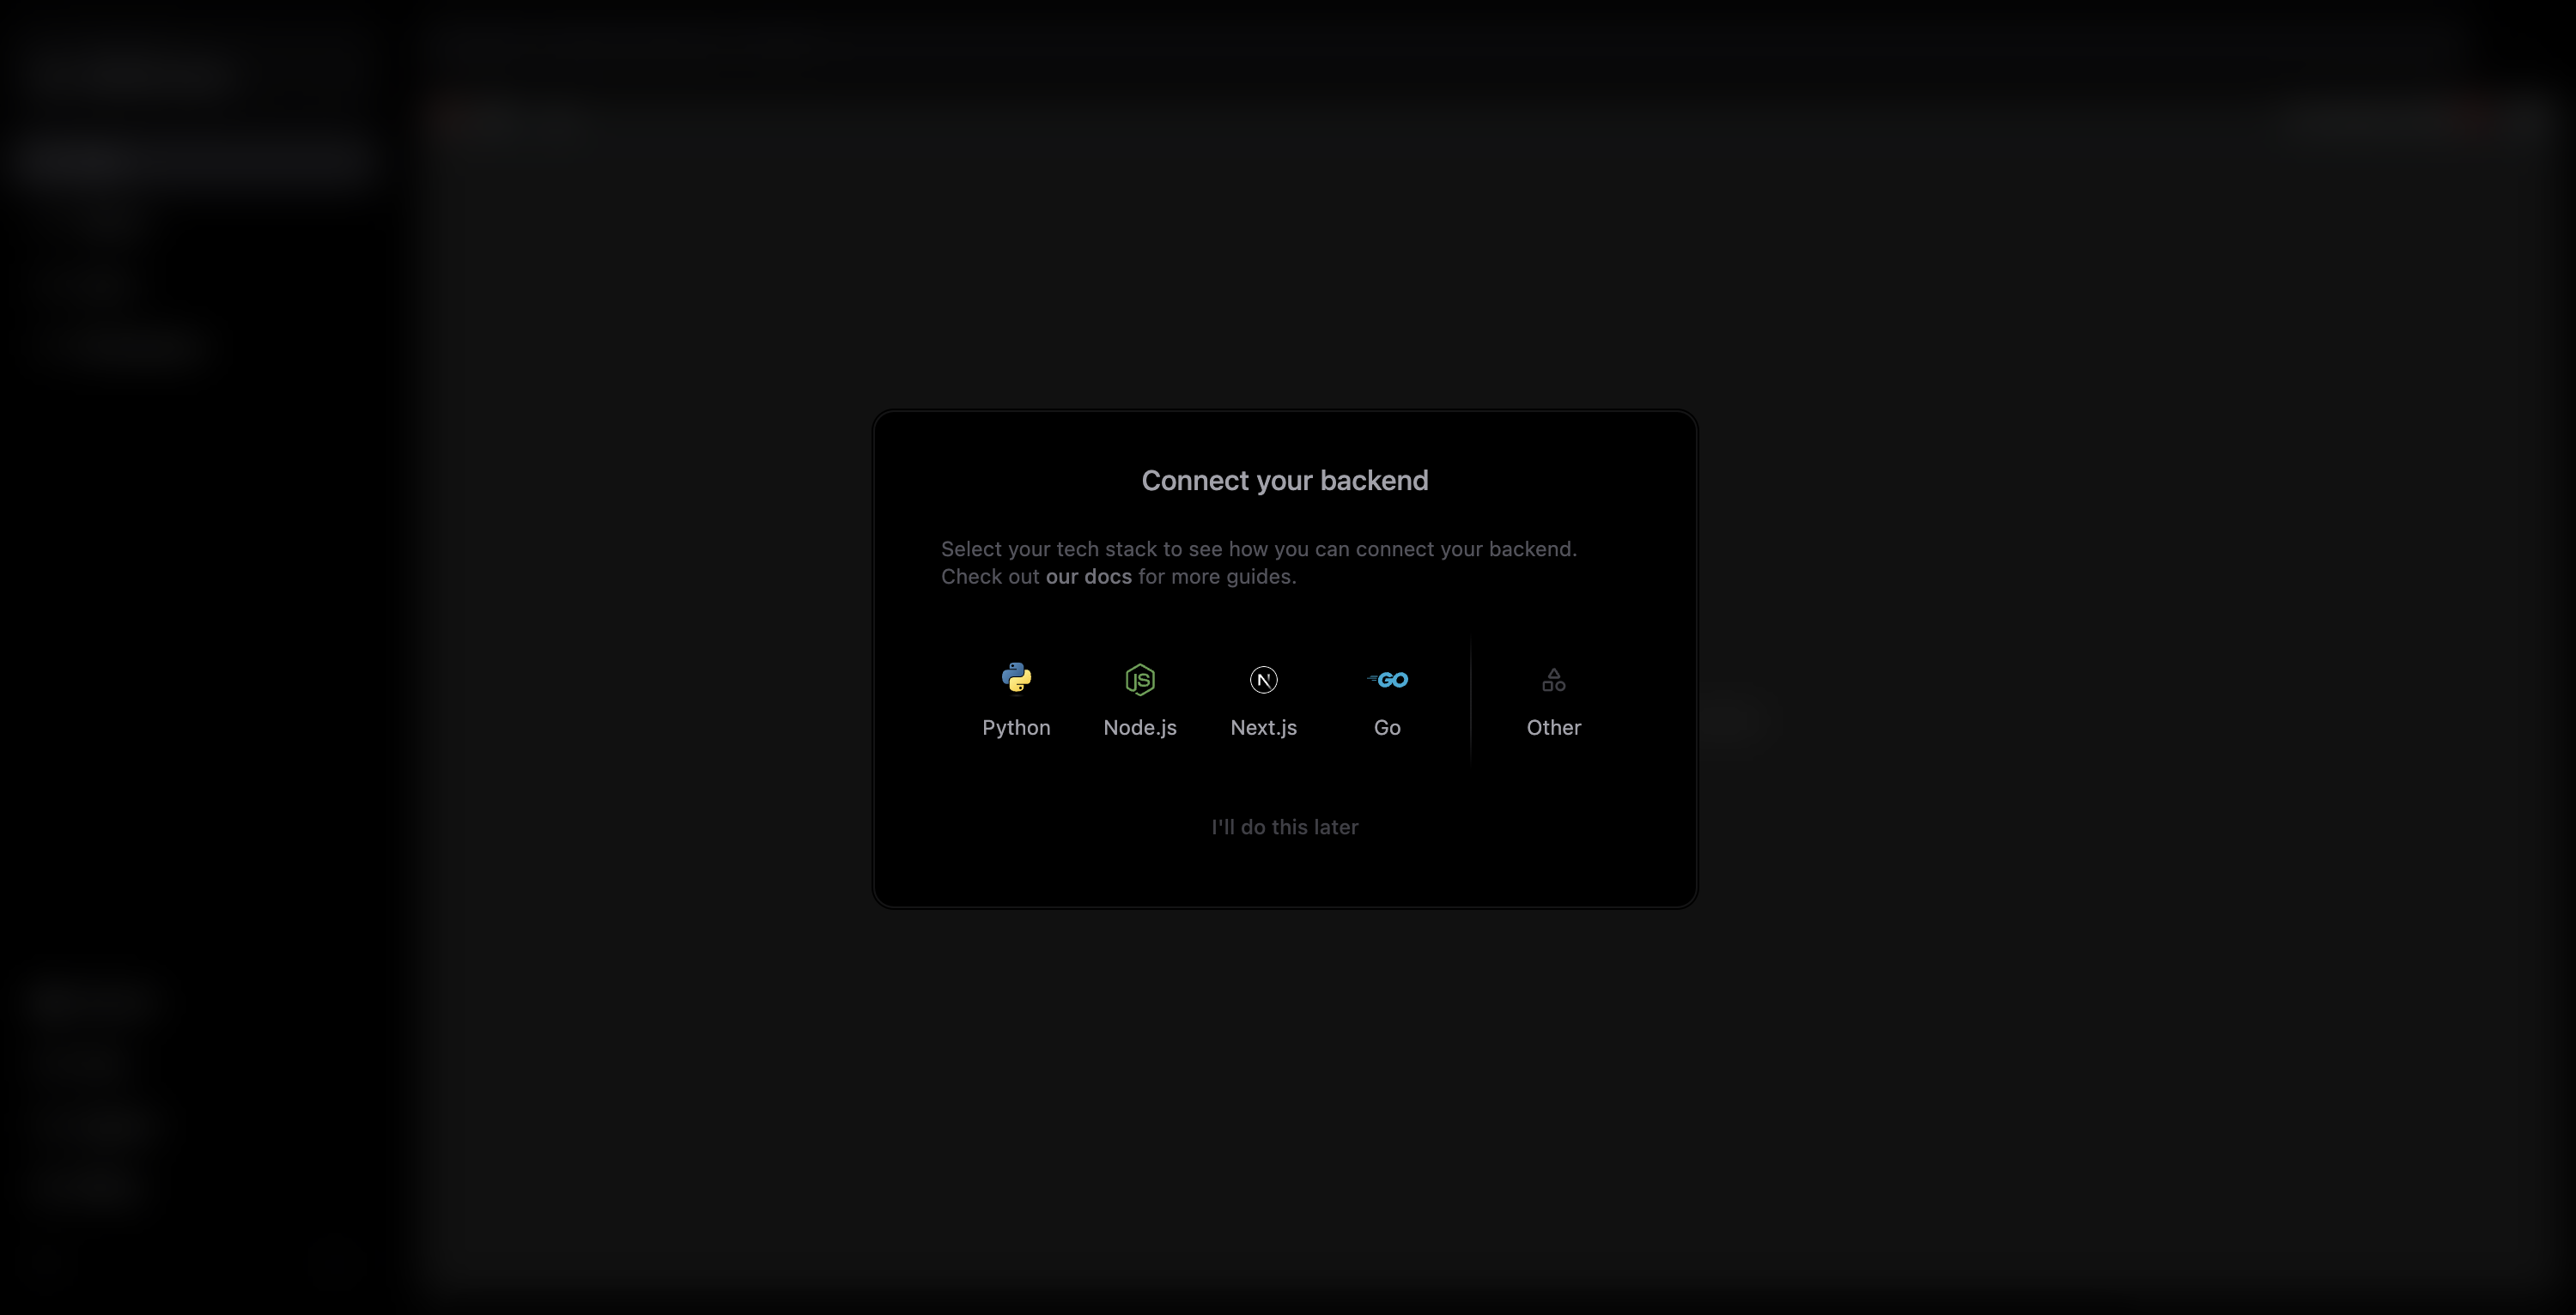 Connect your backend
Select your tech stack to see how you can connect your backend.
Check out our docs for more guides.
JS
N
GO
Python
Node.js
Next.js
Go
Other
I'll do this later